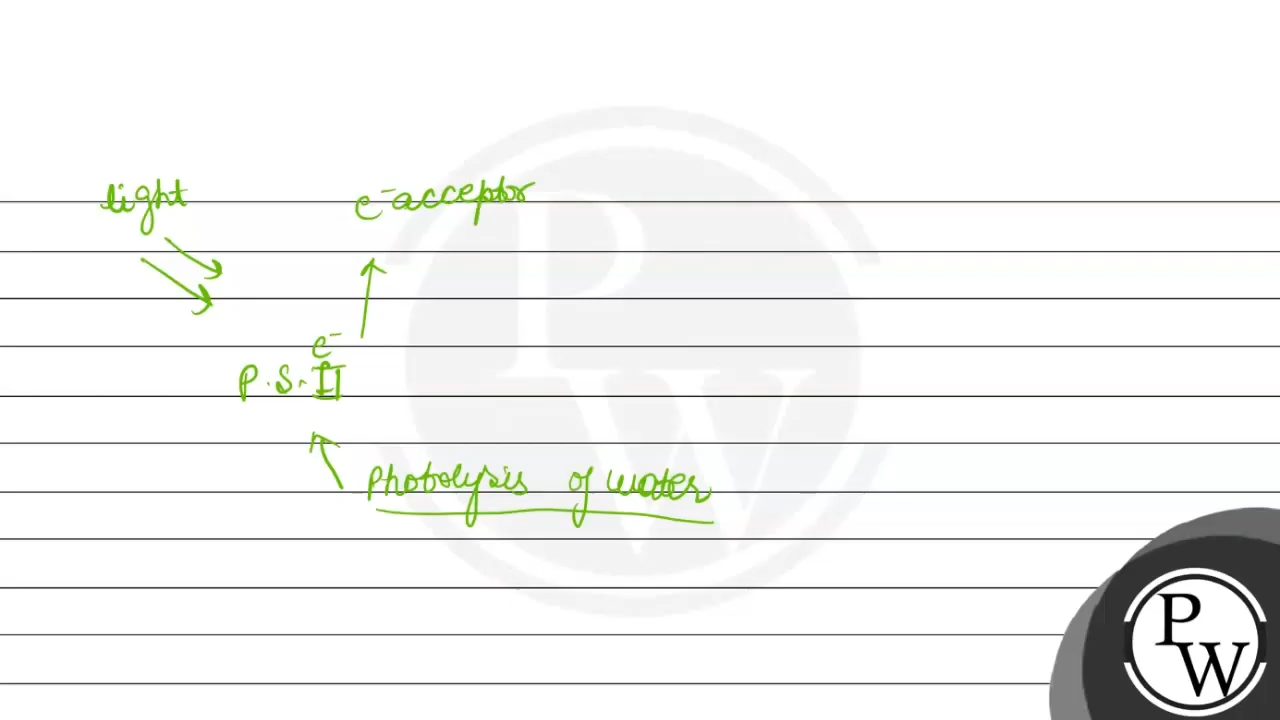 light
e⁻ acceptor
e⁻
P.S. II
Photolysis of water
P
W
P
W